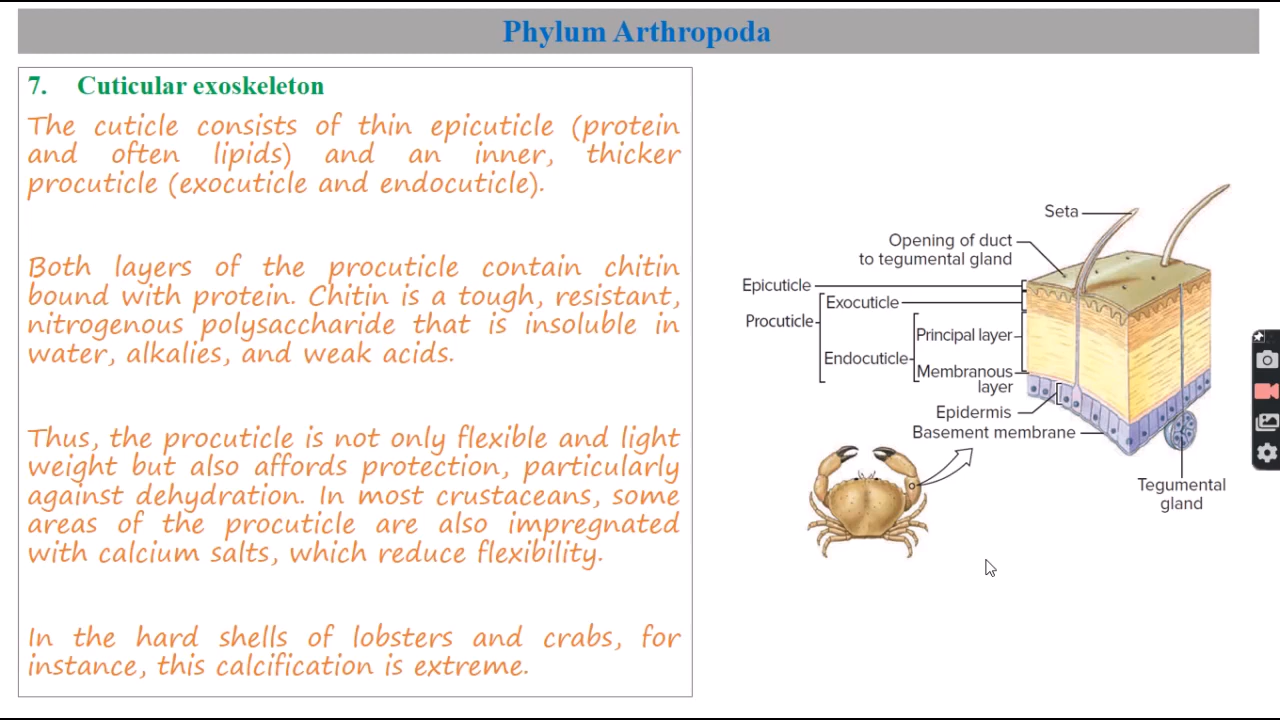 Phylum Arthropoda
7. Cuticular exoskeleton
The cuticle consists of thin epicuticle (protein
and often lipids) and an inner, thicker
procuticle (exocuticle and endocuticle).
Both layers of the procuticle contain chitin
bound with protein. Chitin is a tough, resistant,
nitrogenous polysaccharide that is insoluble in
water, alkalies, and weak acids.
Thus, the procuticle is not only flexible and light
weight but also affords protection, particularly
against dehydration. In most crustaceans, some
areas of the procuticle are also impregnated
with calcium salts, which reduce flexibility.
In the hard shells of lobsters and crabs, for
instance, this calcification is extreme.
Seta
Opening of duct
to tegumental gland
Epicuticle
Exocuticle
Procuticle
Principal layer
Endocuticle
Membranous
layer
Epidermis
Basement membrane
Tegumental
gland